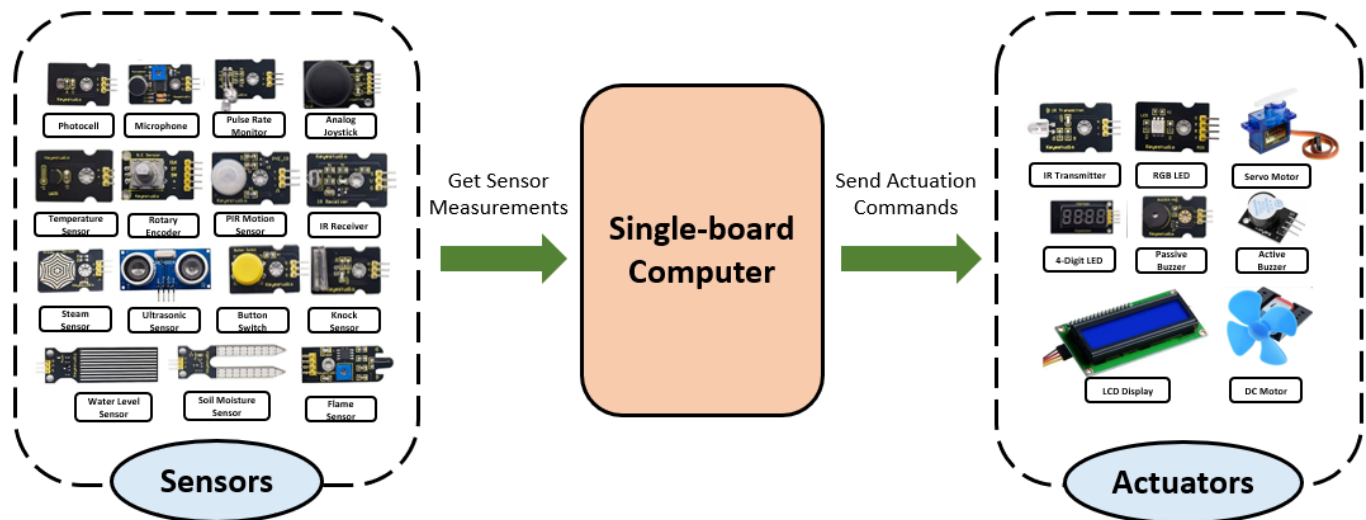 Photocell
Microphone
Pulse Rate
Monitor
Analog
Joystick
Temperature
Sensor
Rotary
Encoder
PIR Motion
Sensor
IR Receiver
Steam
Sensor
Ultrasonic
Sensor
Button
Switch
Knock
Sensor
Water Level
Sensor
Soil Moisture
Sensor
Flame
Sensor
Sensors
Get Sensor
Measurements
Single-board
Computer
Send Actuation
Commands
IR Transmitter
RGB LED
Servo Motor
4-Digit LED
Passive
Buzzer
Active
Buzzer
LCD Display
DC Motor
Actuators